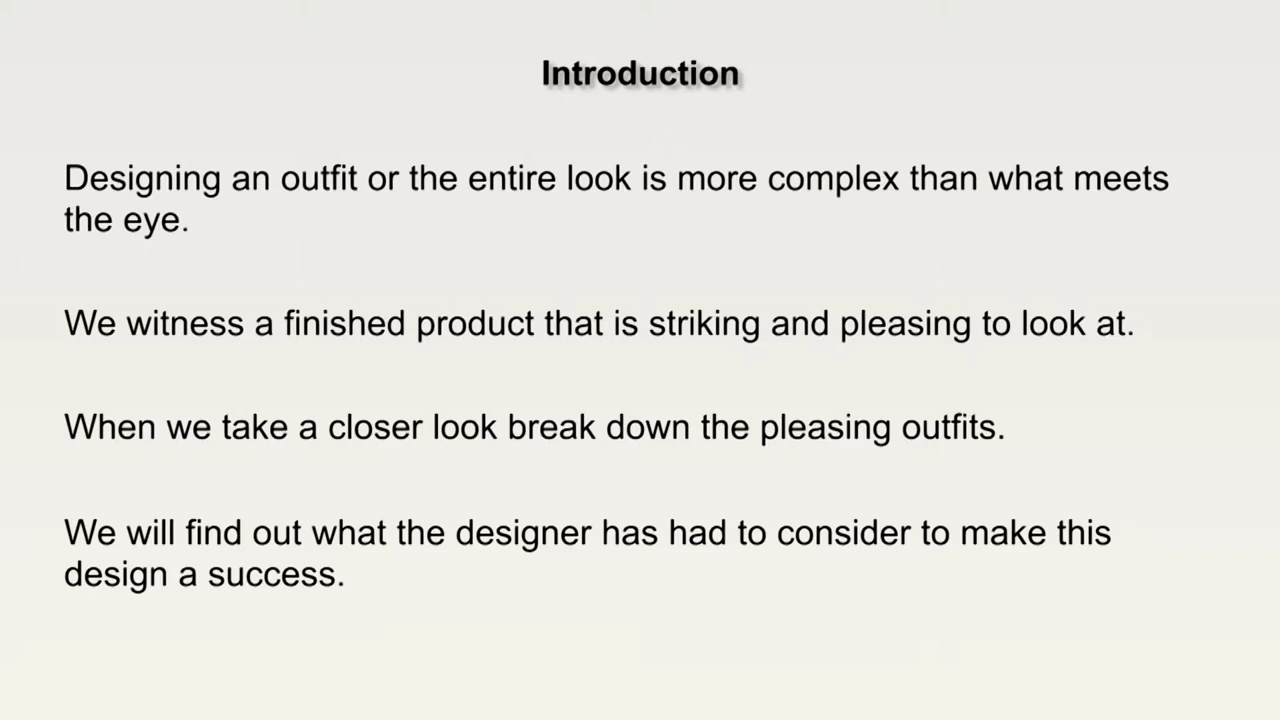 Introduction
Designing an outfit or the entire look is more complex than what meets
the eye.
We witness a finished product that is striking and pleasing to look at.
When we take a closer look break down the pleasing outfits.
We will find out what the designer has had to consider to make this
design a success.